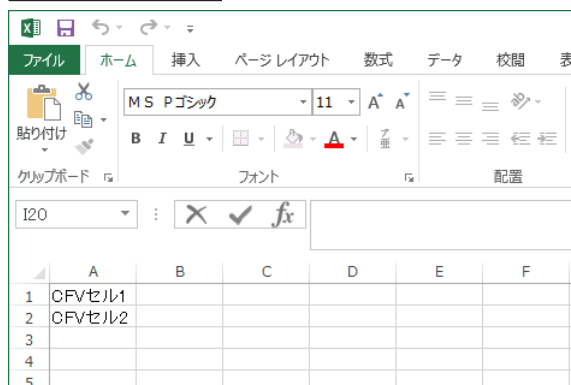 ファイル ホーム 挿入 ページ レイアウト 数式 データ 校閲 表
MS Pゴシック 11 A A
貼り付け B I U A 亜
クリップボード フォント 配置
I20 fx
A B C D E F
1 CFVセル1
2 CFVセル2
3
4
5